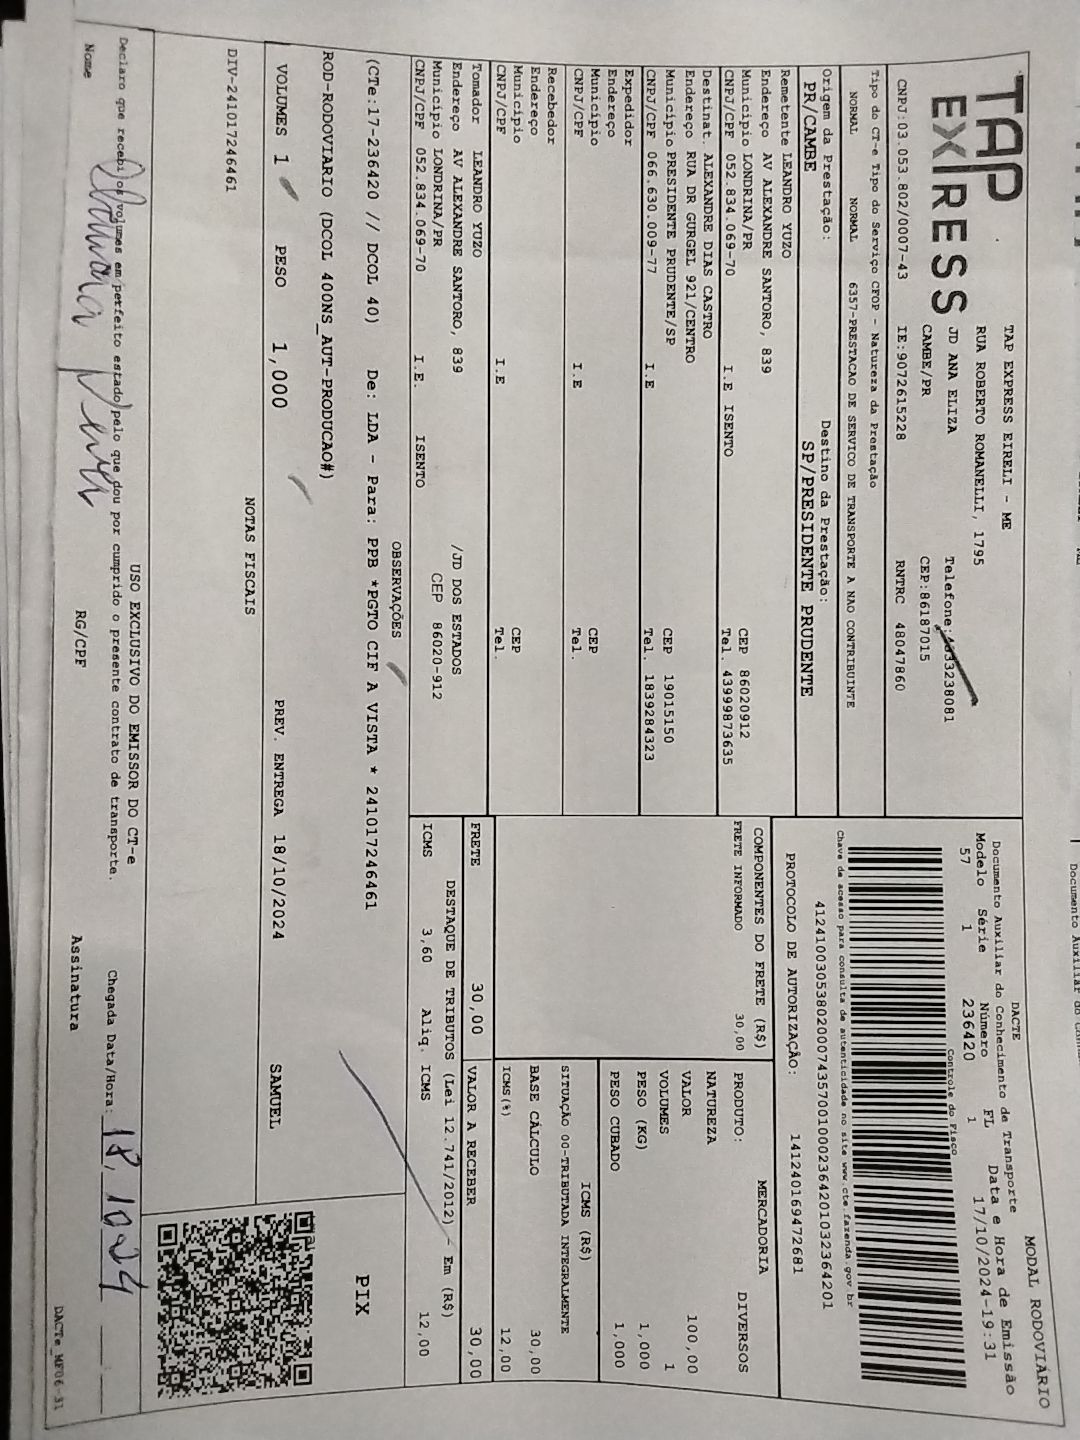 TAP EXPRESS
TAP EXPRESS EIRELI - ME
RUA ROBERTO ROMANELLI, 1795
JD ANA ELIZA
Telefone:4333238081
CAMBE/PR
CEP:86187015
CNPJ:03.053.802/0007-43
IE:9072615228
RNTRC 48047860
MODAL RODOVIÁRIO
DACTE
Documento Auxiliar do Conhecimento de Transporte
Modelo Série Número FL Data e Hora de Emissão
57 1 236420 1 17/10/2024-19:31
Controle do Fisco
Chave de acesso para consulta de autenticidade no site www.cte.fazenda.gov.br
41241003053802000743570010002364201032364201
PROTOCOLO DE AUTORIZAÇÃO: 141240169472681
Tipo do CT-e Tipo do Serviço CFOP - Natureza da Prestação
NORMAL NORMAL 6357-PRESTACAO DE SERVICO DE TRANSPORTE A NAO CONTRIBUINTE
Origem da Prestação: Destino da Prestação:
PR/CAMBE SP/PRESIDENTE PRUDENTE
Remetente LEANDRO YUZO
Endereço AV ALEXANDRE SANTORO, 839
Município LONDRINA/PR CEP 86020912
CNPJ/CPF 052.834.069-70 I.E ISENTO Tel. 43999873635
Destinat. ALEXANDRE DIAS CASTRO
Endereço RUA DR GURGEL 921/CENTRO
Município PRESIDENTE PRUDENTE/SP CEP 19015150
CNPJ/CPF 066.630.009-77 I.E Tel. 1839284323
Expedidor
Endereço
Município CEP
CNPJ/CPF I.E Tel.
Recebedor
Endereço
Município CEP
CNPJ/CPF I.E Tel.
Tomador LEANDRO YUZO
Endereço AV ALEXANDRE SANTORO, 839 /JD DOS ESTADOS
Município LONDRINA/PR CEP 86020-912
CNPJ/CPF 052.834.069-70 I.E. ISENTO
COMPONENTES DO FRETE (R$)
FRETE INFORMADO 30,00
MERCADORIA
PRODUTO: DIVERSOS
NATUREZA
VALOR 100,00
VOLUMES 1
PESO (KG) 1,000
PESO CUBADO 1,000
ICMS (R$)
SITUAÇÃO 00-TRIBUTADA INTEGRALMENTE
BASE CÁLCULO 30,00
ICMS(%) 12,00
FRETE 30,00
VALOR A RECEBER 30,00
DESTAQUE DE TRIBUTOS (Lei 12.741/2012) - Em (R$)
ICMS 3,60 Aliq. ICMS 12,00
OBSERVAÇÕES
(CTe:17-236420 // DCOL 40) De: LDA - Para: PPB *PGTO CIF A VISTA * 241017246461
ROD-RODOVIARIO (DCOL 400NS_AUT-PRODUCAO#)
PIX
VOLUMES 1 PESO 1,000 PREV. ENTREGA 18/10/2024 SAMUEL
NOTAS FISCAIS
DIV-241017246461
USO EXCLUSIVO DO EMISSOR DO CT-e
Declaro que recebi os volumes em perfeito estado pelo que dou por cumprido o presente contrato de transporte.
Chegada Data/Hora: 18, 10 24
Nome RG/CPF Assinatura
DACTe_MF06-31